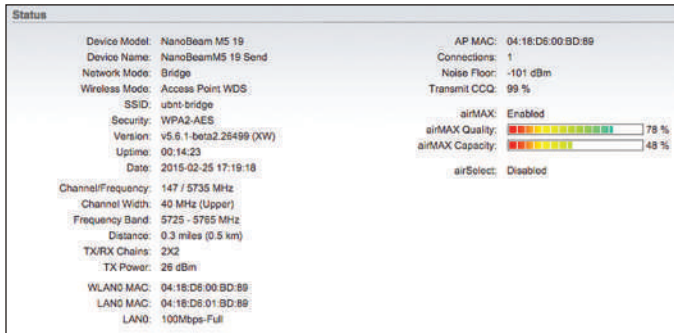 Status
Device Model: NanoBeam M5 19
Device Name: NanoBeamM5 19 Send
Network Mode: Bridge
Wireless Mode: Access Point WDS
SSID: ubnt-bridge
Security: WPA2-AES
Version: v5.6.1-beta2.26499 (XW)
Uptime: 00:14:23
Date: 2015-02-25 17:19:18
Channel/Frequency: 147 / 5735 MHz
Channel Width: 40 MHz (Upper)
Frequency Band: 5725 - 5765 MHz
Distance: 0.3 miles (0.5 km)
TX/RX Chains: 2X2
TX Power: 26 dBm
WLAN0 MAC: 04:18:D6:00:BD:89
LAN0 MAC: 04:18:D6:01:BD:89
LAN0: 100Mbps-Full
AP MAC: 04:18:D6:00:BD:89
Connections: 1
Noise Floor: -101 dBm
Transmit CCQ: 99 %
airMAX: Enabled
airMAX Quality: 78 %
airMAX Capacity: 48 %
airSelect: Disabled